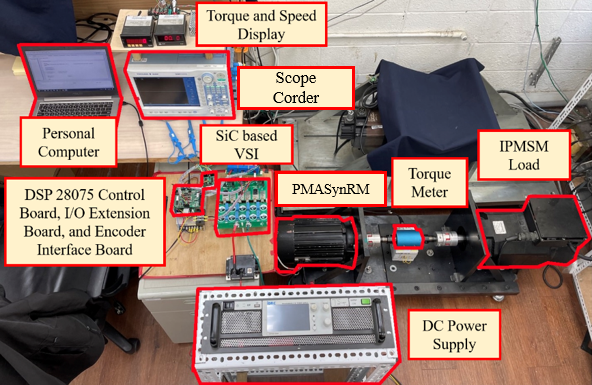 Torque and Speed
Display
Scope
Corder
Personal
Computer
SiC based
VSI
IPMSM
Load
DSP 28075 Control
Board, I/O Extension
Board, and Encoder
Interface Board
PMASynRM
Torque
Meter
DC Power
Supply